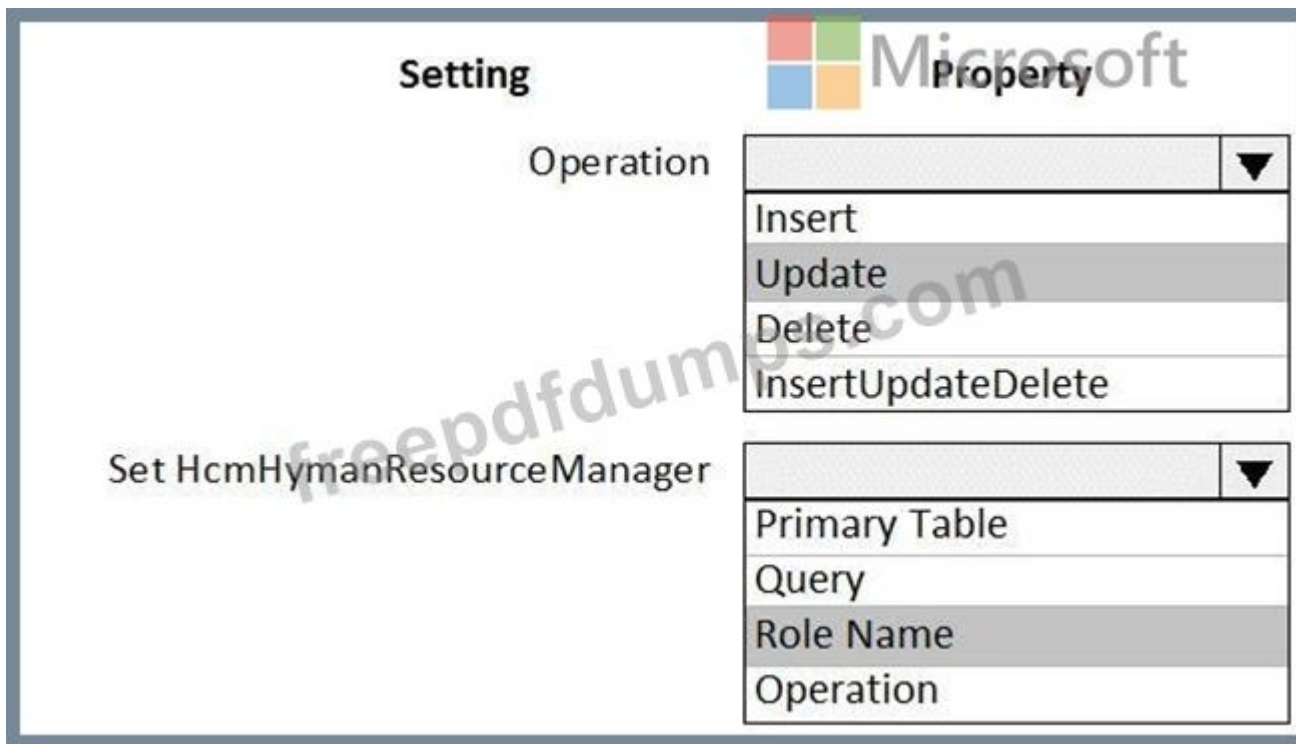 Microsoft
Setting Property
Operation
Insert
Update
Delete
InsertUpdateDelete
freepdfdumps.com
Set HcmHymanResourceManager
Primary Table
Query
Role Name
Operation